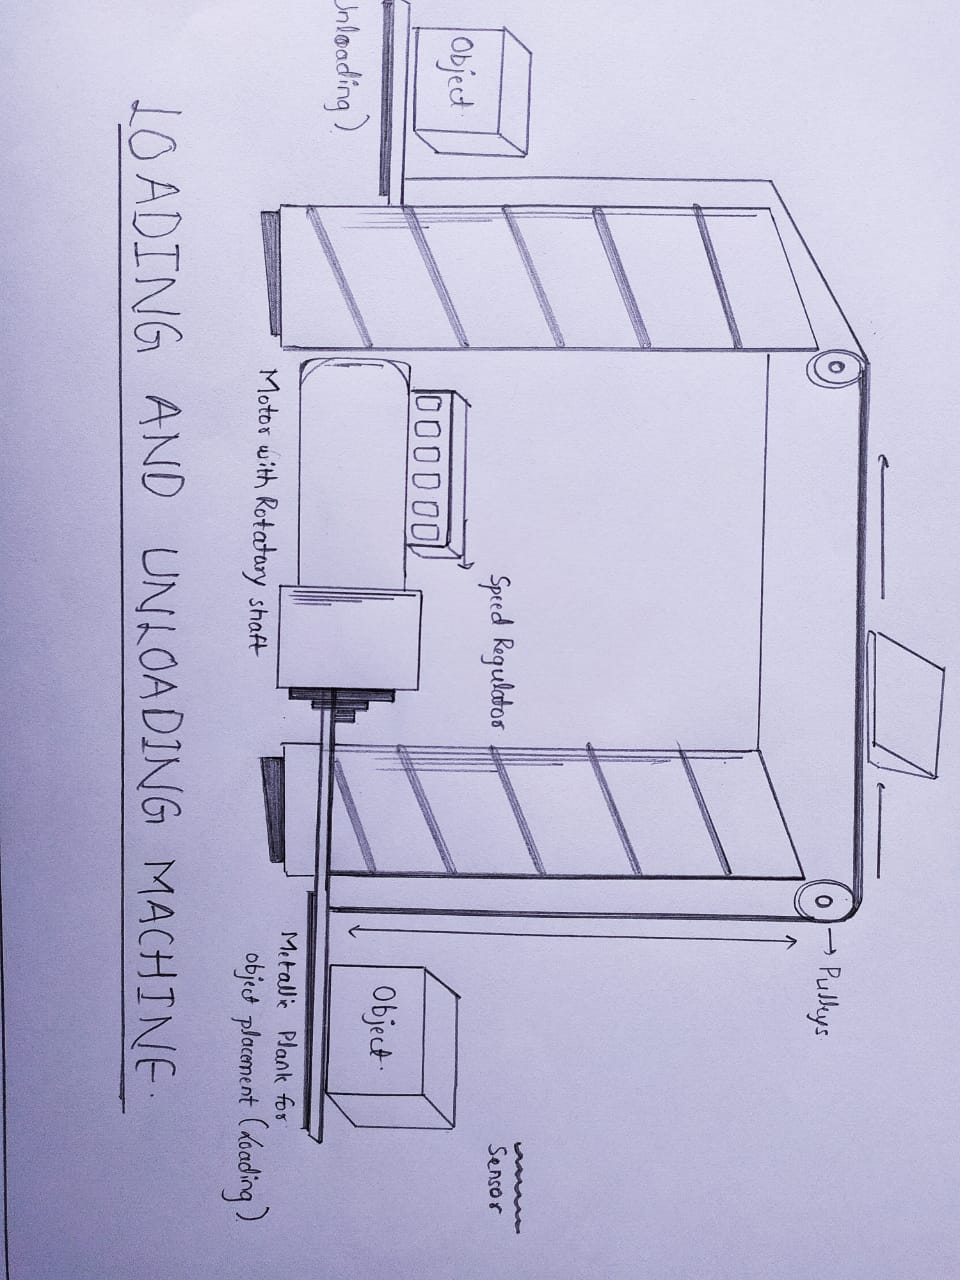 → Pulleys
Sensor
Object.
Speed Regulator
Metallic Plank for
object placement (Loading).
Object.
Motor with Rotatary shaft
Unloading).
LOADING AND UNLOADING MACHINE.